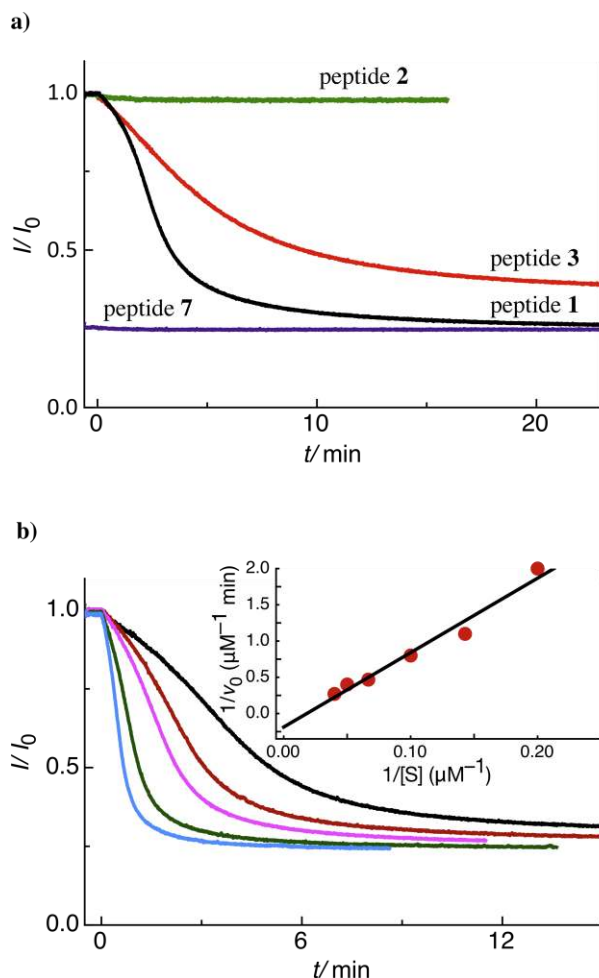 a)
peptide 2
1.0
0.5
0.0
I/I0
peptide 3
peptide 1
peptide 7
0
10
20
t/min
b)
1.0
0.5
0.0
I/I0
2.0
1.5
1.0
0.5
0.0
1/v0 (μM−1 min)
0.00
0.10
0.20
1/[S] (μM−1)
0
6
12
t/min